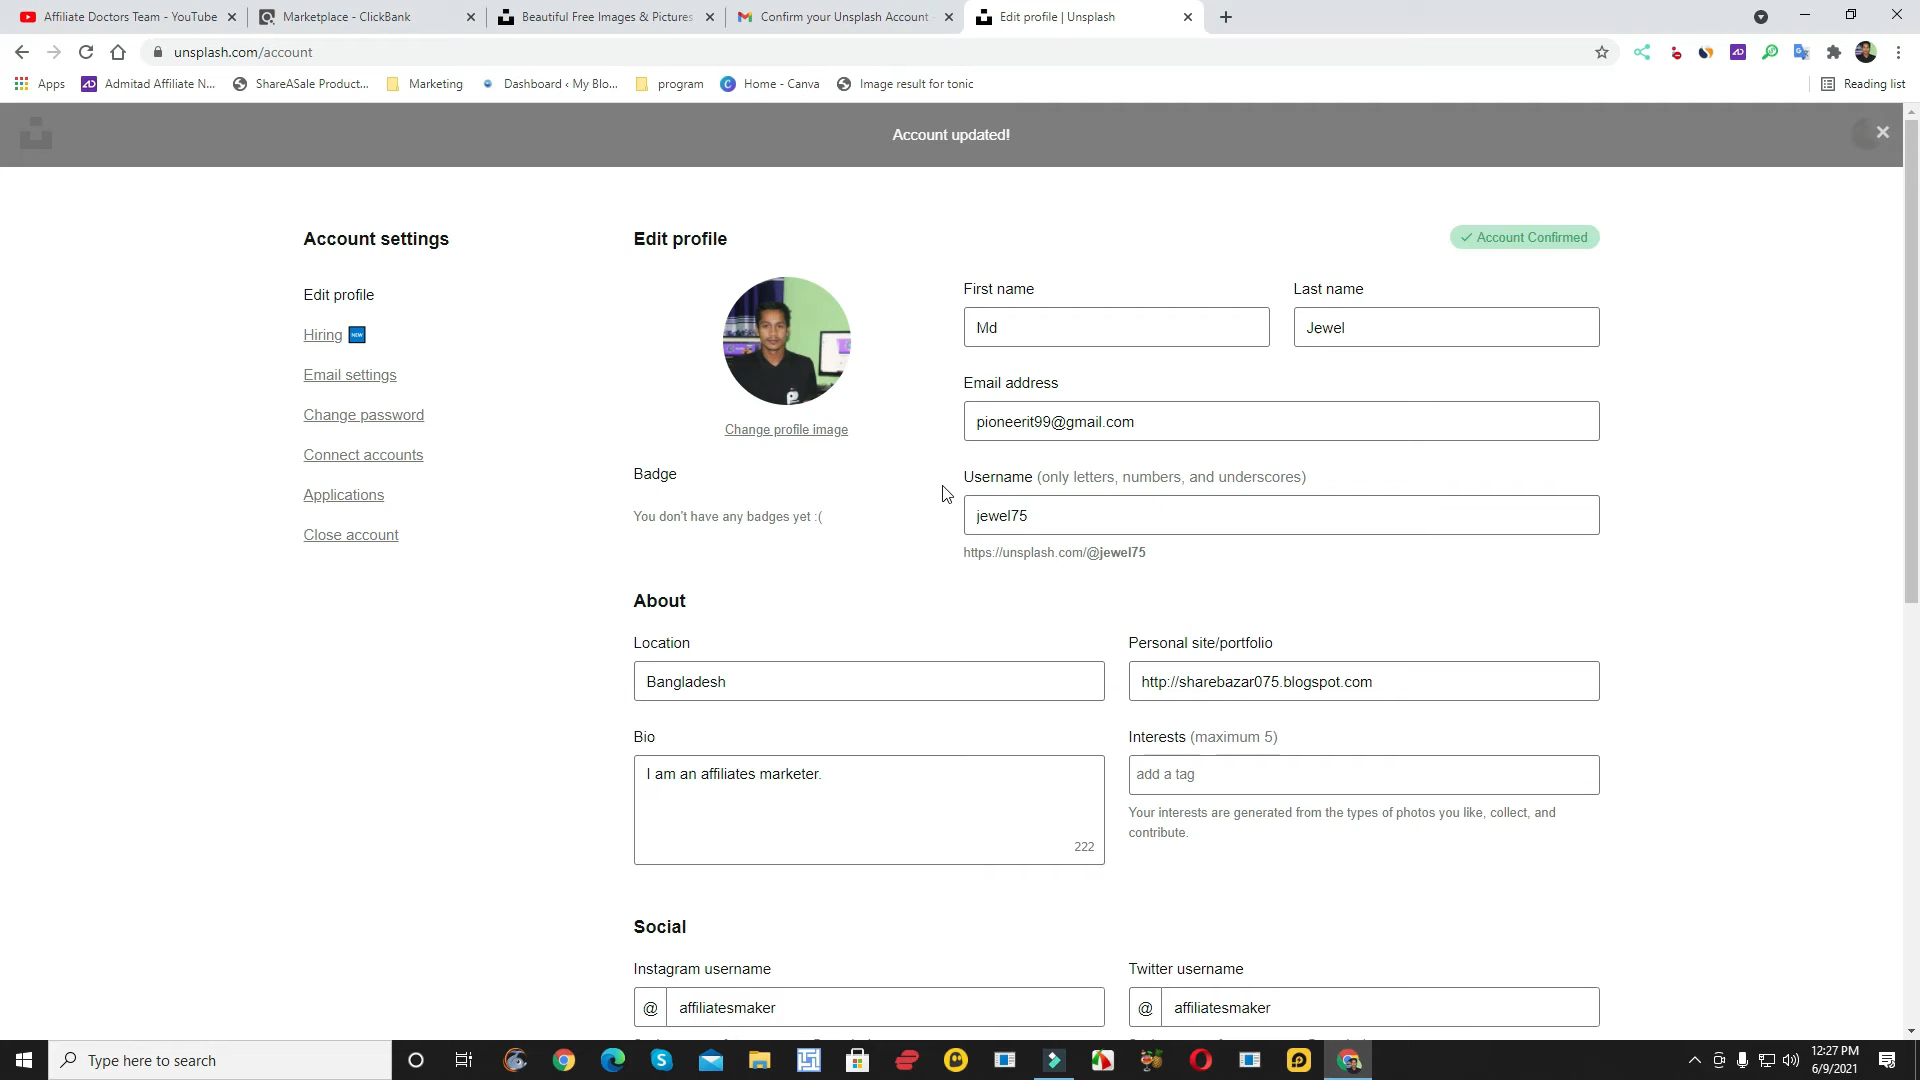 Affiliate Doctors Team - YouTube
Marketplace - ClickBank
Beautiful Free Images & Pictures
Confirm your Unsplash Account
Edit profile | Unsplash
unsplash.com/account
Apps
Admitad Affiliate N...
ShareASale Product...
Marketing
Dashboard ‹ My Blo...
program
Home - Canva
Image result for tonic
Reading list
Account updated!
Account settings
Edit profile
Hiring NEW
Email settings
Change password
Connect accounts
Applications
Close account
Edit profile
✓ Account Confirmed
Change profile image
Badge
You don't have any badges yet :(
First name
Last name
Md
Jewel
Email address
pioneerit99@gmail.com
Username (only letters, numbers, and underscores)
jewel75
https://unsplash.com/@jewel75
About
Location
Personal site/portfolio
Bangladesh
http://sharebazar075.blogspot.com
Bio
Interests (maximum 5)
I am an affiliates marketer.
222
add a tag
Your interests are generated from the types of photos you like, collect, and
contribute.
Social
Instagram username
Twitter username
@ affiliatesmaker
@ affiliatesmaker
Type here to search
12:27 PM
6/9/2021